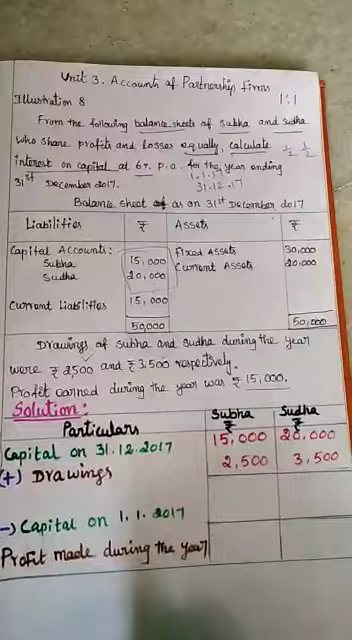 Unit 3. Accounts of Partnership Firms
Illustration 8
1:1
From the following balance sheets of Subha and Sudha
who share profits and losses equally, calculate ½ ½
interest on capital at 6% p.a. for the year ending
1.1.17
31st December 2017.
31.12.17
Balance sheet as on 31st December 2017
Liabilities ₹ Assets ₹
Capital Accounts: Fixed Assets 30,000
Subha 15,000 Current Assets 20,000
Sudha 20,000
Current Liabilities 15,000
50,000 50,000
Drawings of Subha and Sudha during the year
were ₹ 2,500 and ₹ 3,500 respectively.
Profit earned during the year was ₹ 15,000.
Solution:
Particulars Subha ₹ Sudha ₹
Capital on 31.12.2017 15,000 20,000
(+) Drawings 2,500 3,500
-) Capital on 1.1.2017
Profit made during the year